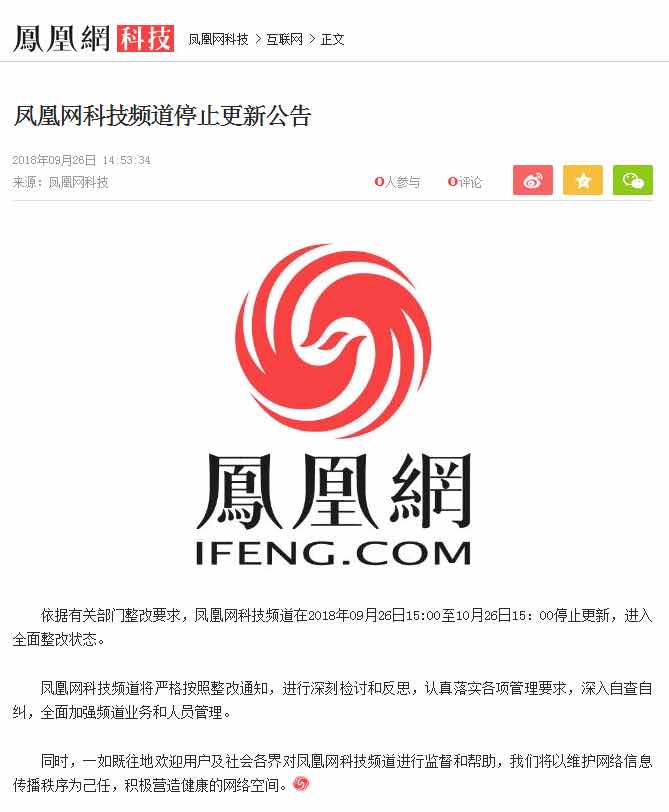 鳳凰網 科技 凤凰网科技 > 互联网 > 正文
凤凰网科技频道停止更新公告
2018年09月26日 14:53:34
来源：凤凰网科技 0人参与 0评论
鳳凰網
IFENG.COM
依据有关部门整改要求，凤凰网科技频道在2018年09月26日15:00至10月26日15：00停止更新，进入
全面整改状态。
凤凰网科技频道将严格按照整改通知，进行深刻检讨和反思，认真落实各项管理要求，深入自查自
纠，全面加强频道业务和人员管理。
同时，一如既往地欢迎用户及社会各界对凤凰网科技频道进行监督和帮助，我们将以维护网络信息
传播秩序为己任，积极营造健康的网络空间。